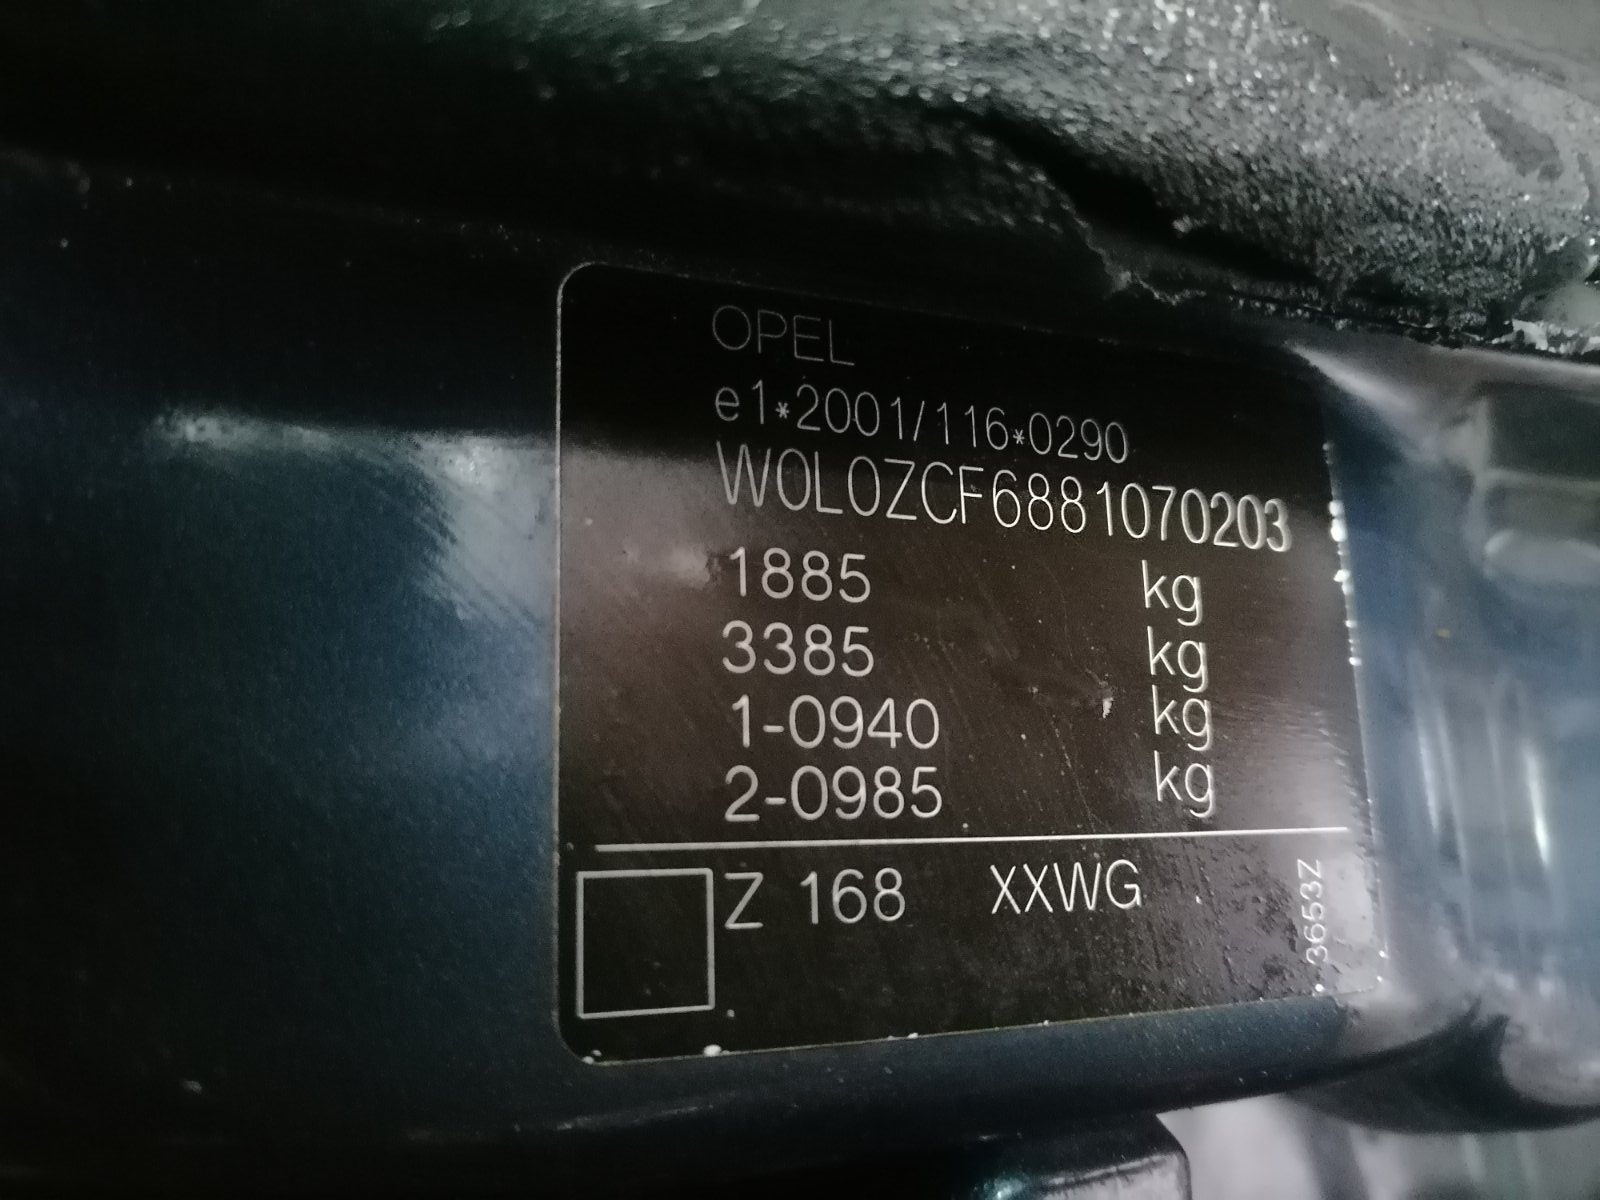 OPEL
e1*2001/116*0290
W0L0ZCF6881070203
1885 kg
3385 kg
1-0940 kg
2-0985 kg
Z 168 XXWG
3653Z